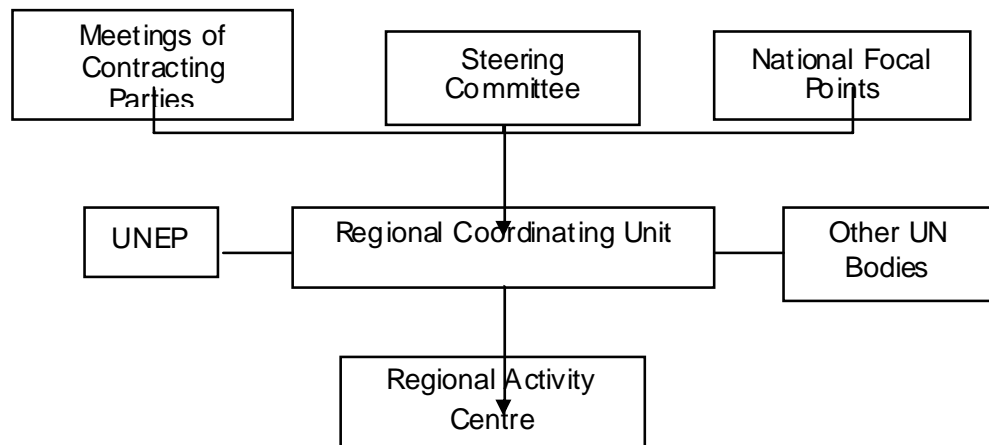 Meetings of
Contracting
Parties
Steering
Committee
National Focal
Points
UNEP
Regional Coordinating Unit
Other UN
Bodies
Regional Activity
Centre